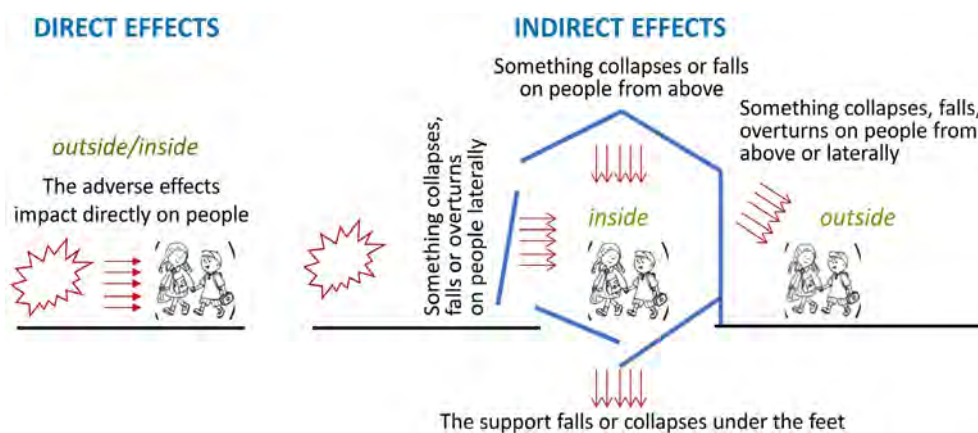 DIRECT EFFECTS
outside/inside
The adverse effects
impact directly on people
INDIRECT EFFECTS
Something collapses or falls
on people from above
Something collapses,
falls or overturns
on people laterally
inside
Something collapses, falls,
overturns on people from
above or laterally
outside
The support falls or collapses under the feet